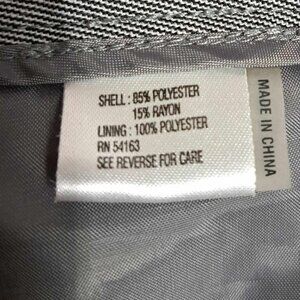 SHELL : 85% POLYESTER
15% RAYON
LINING : 100% POLYESTER
RN 54163
SEE REVERSE FOR CARE
MADE IN CHINA